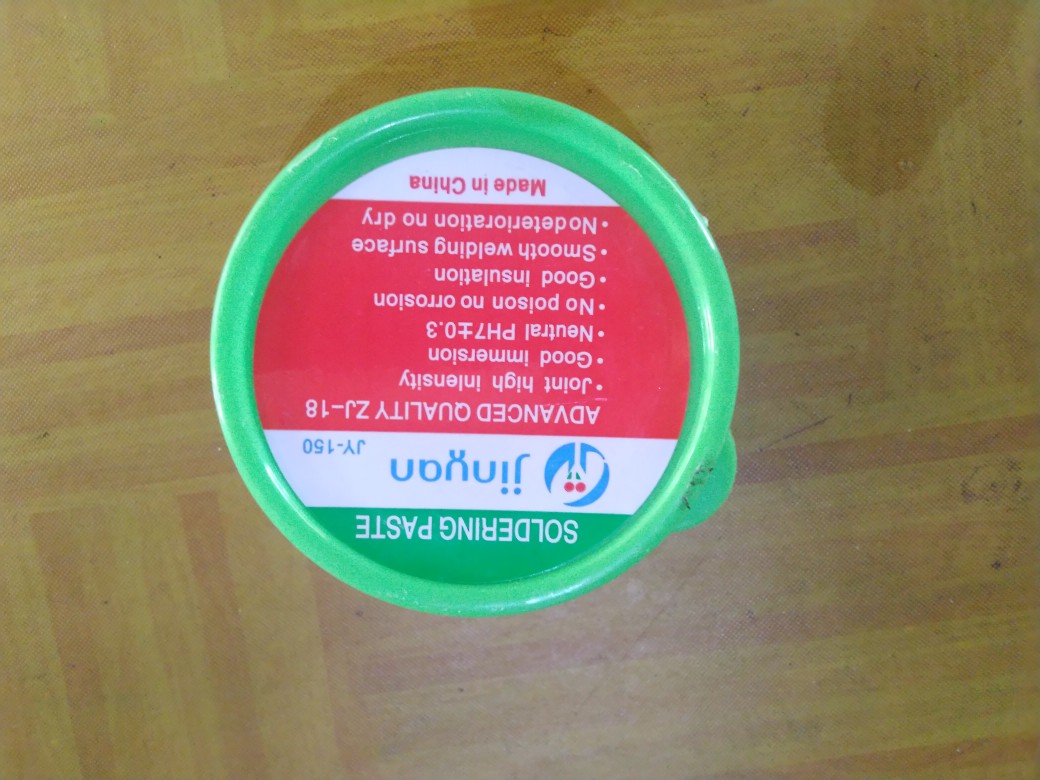 SOLDERING PASTE
jinyan JY-150
ADVANCED QUALITY ZJ-18
• Joint high inlensity
• Good immersion
• Neutral PH7±0.3
• No poison no orrosion
• Good insulation
• Smooth welding surface
• Nodeterioration no dry
Made in China